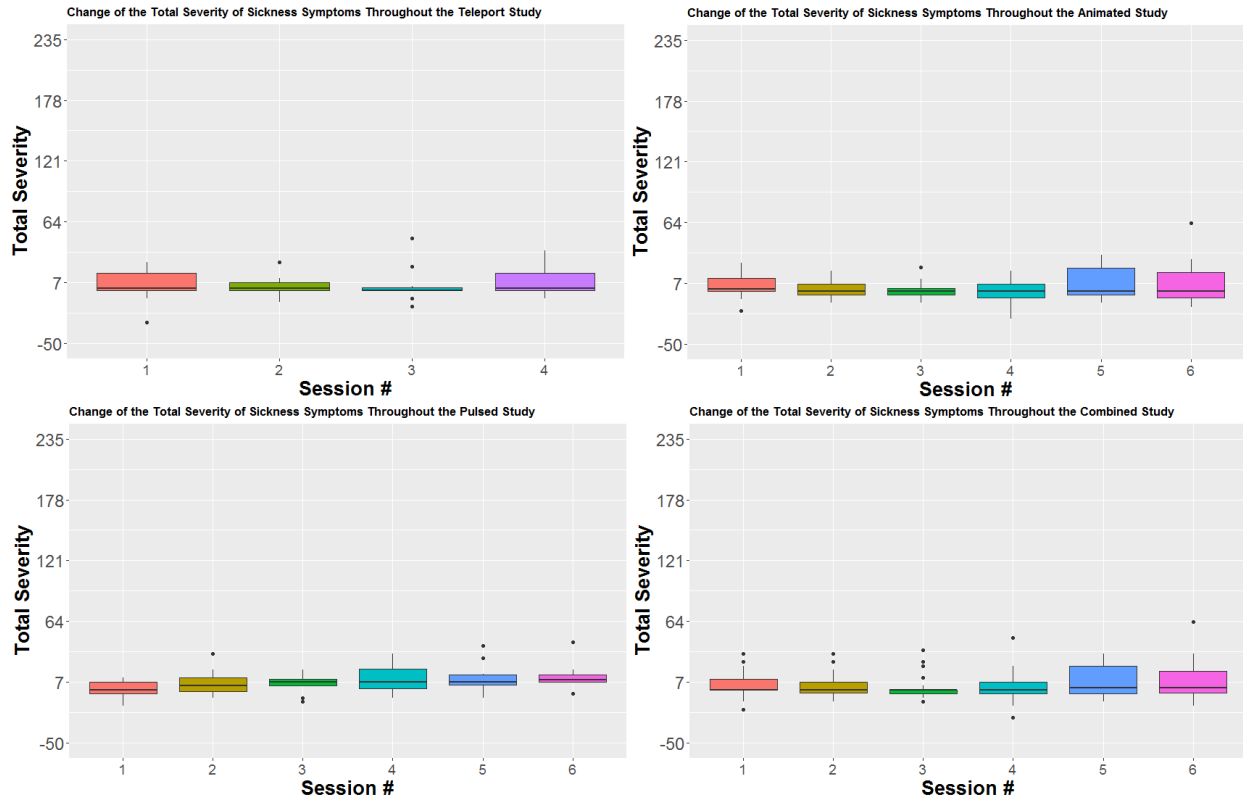 Change of the Total Severity of Sickness Symptoms Throughout the Teleport Study
235
178
121
64
7
-50
Total Severity
1 2 3 4
Session #
Change of the Total Severity of Sickness Symptoms Throughout the Animated Study
235
178
121
64
7
-50
Total Severity
1 2 3 4 5 6
Session #
Change of the Total Severity of Sickness Symptoms Throughout the Pulsed Study
235
178
121
64
7
-50
Total Severity
1 2 3 4 5 6
Session #
Change of the Total Severity of Sickness Symptoms Throughout the Combined Study
235
178
121
64
7
-50
Total Severity
1 2 3 4 5 6
Session #